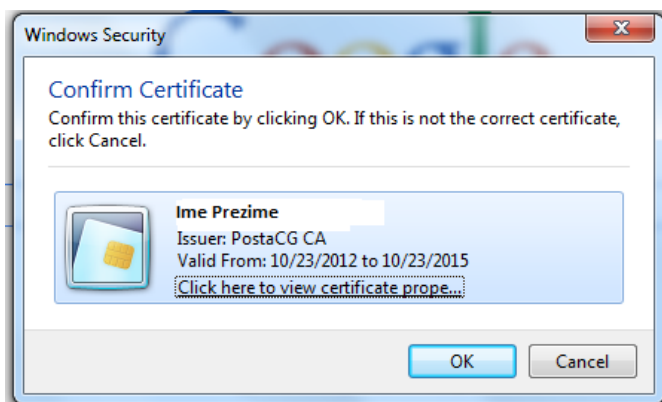 Windows Security
Confirm Certificate
Confirm this certificate by clicking OK. If this is not the correct certificate,
click Cancel.
Ime Prezime
Issuer: PostaCG CA
Valid From: 10/23/2012 to 10/23/2015
Click here to view certificate prope...
OK
Cancel